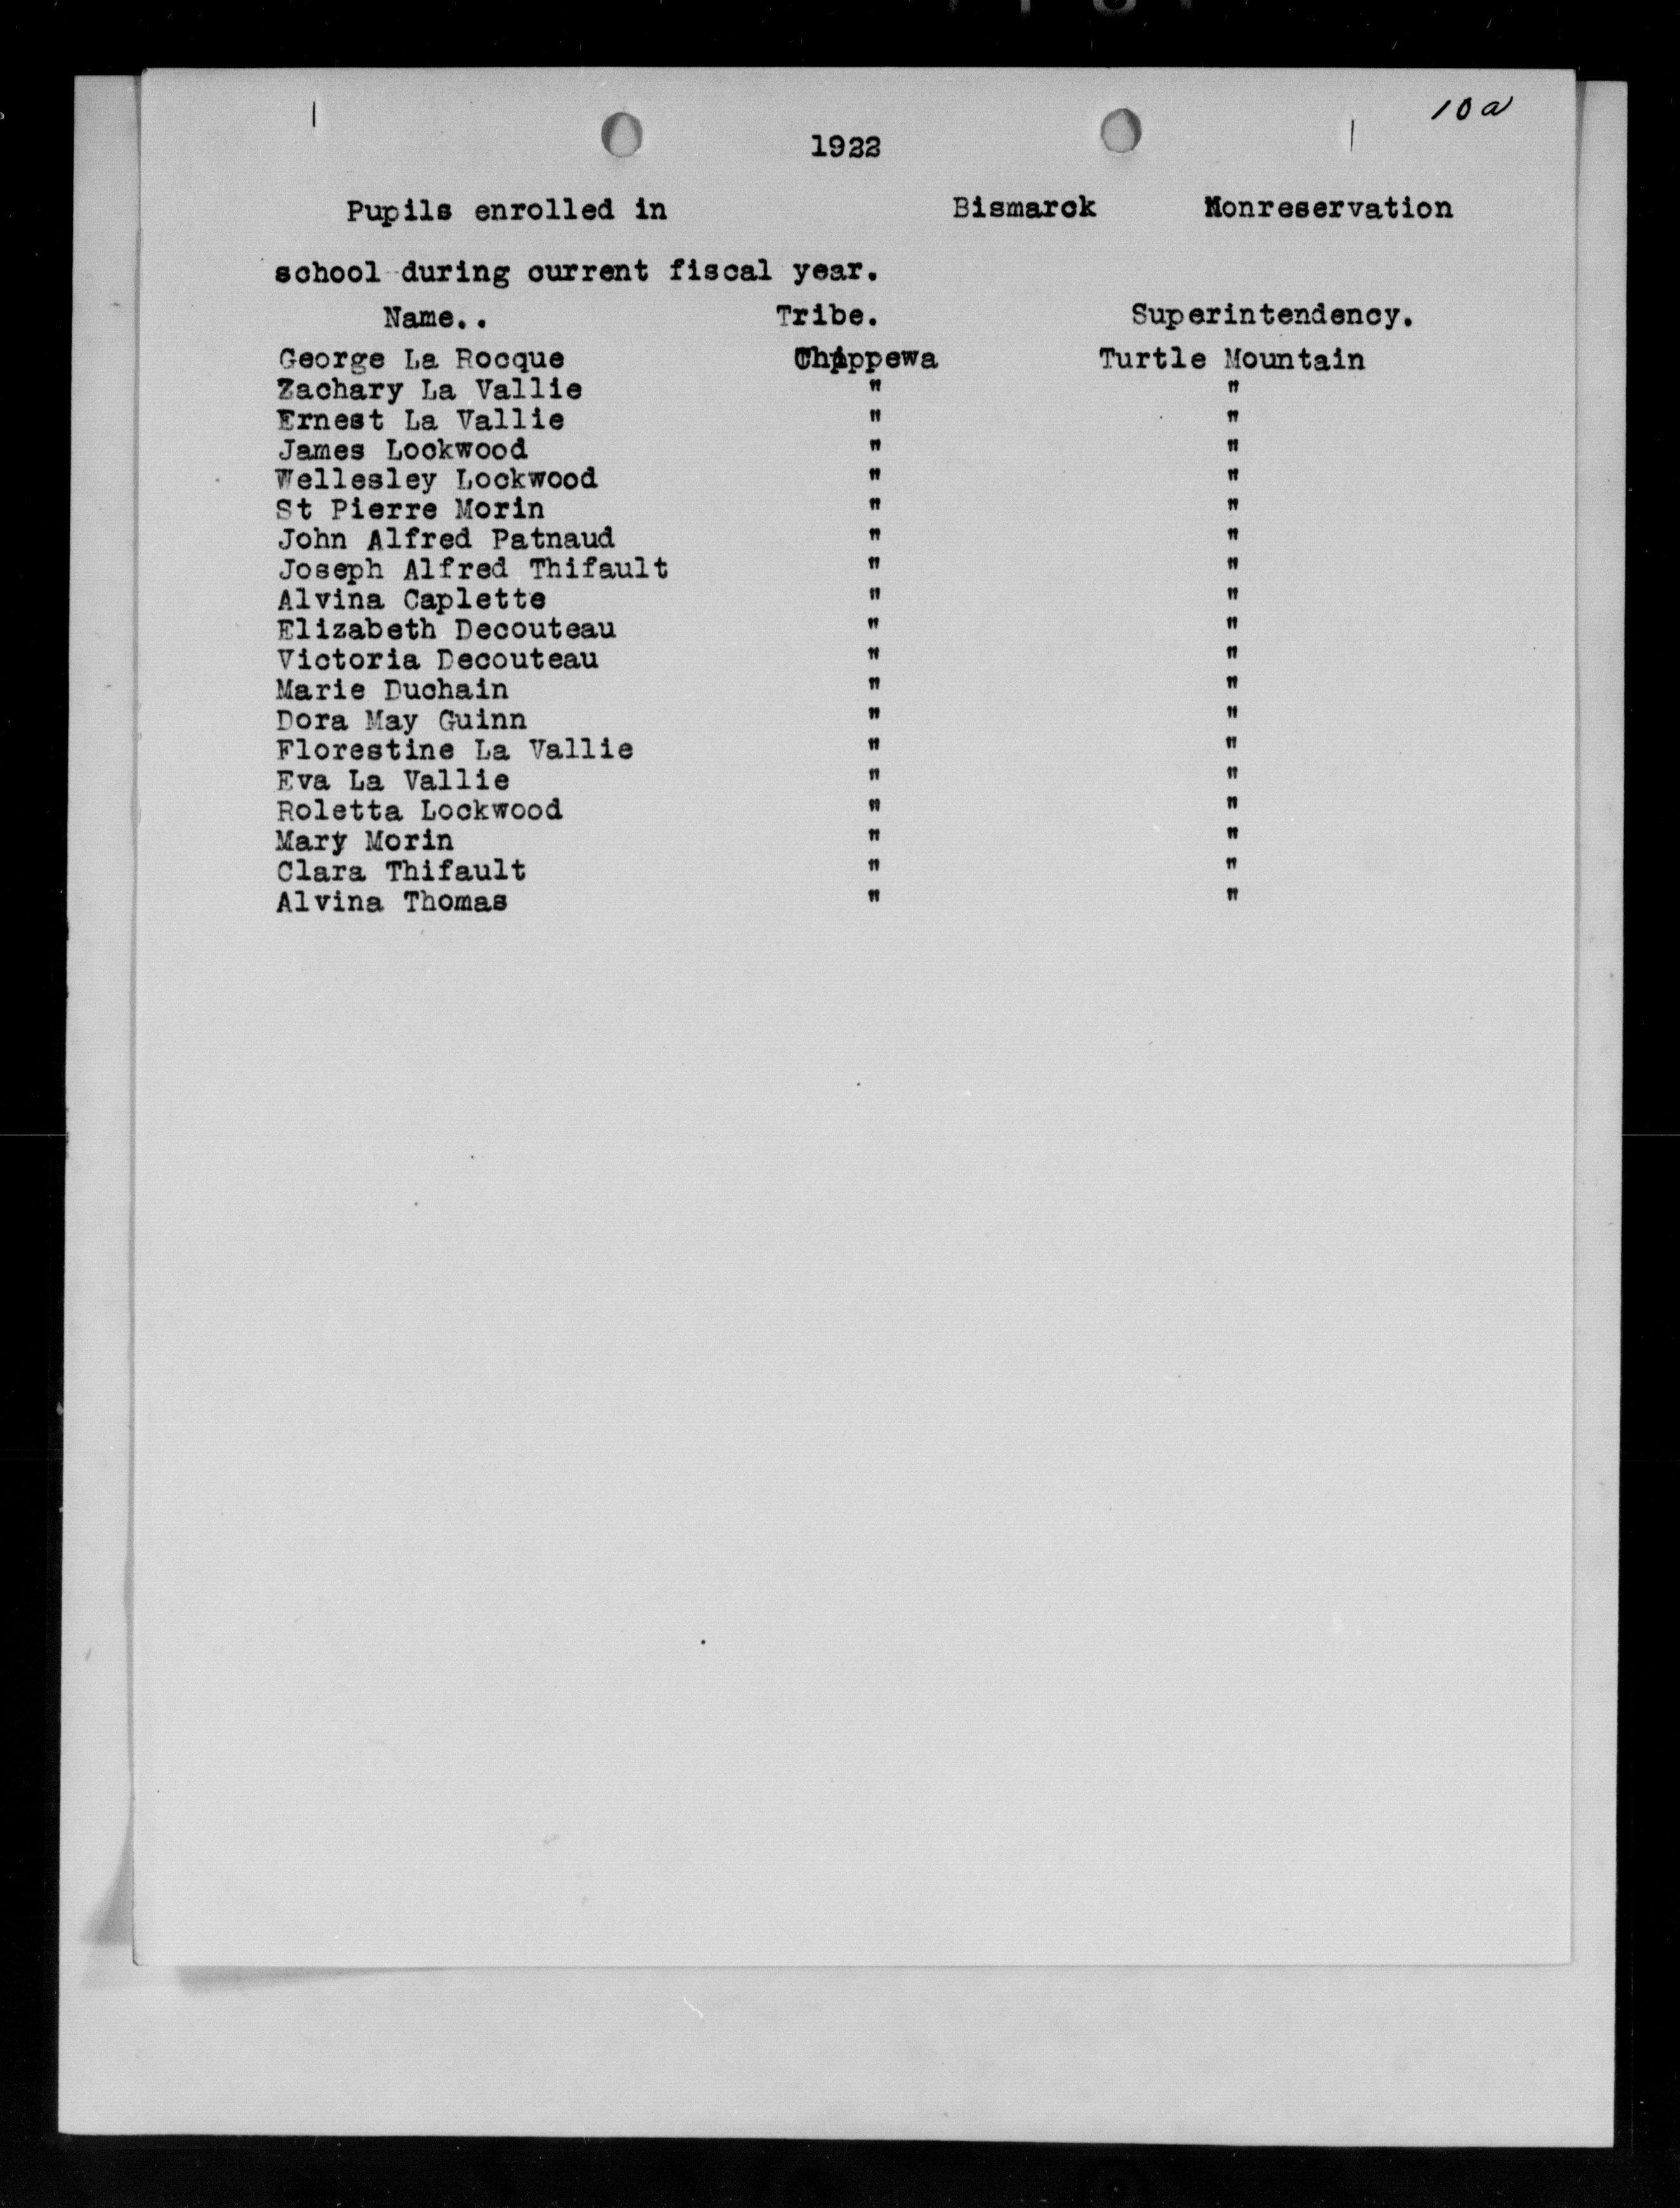 10 a
1922
Pupils enrolled in Bismarck Nonreservation
school during current fiscal year.
Name.. Tribe. Superintendency.
George La Rocque Chippewa Turtle Mountain
Zachary La Vallie " "
Ernest La Vallie " "
James Lockwood " "
Wellesley Lockwood " "
St Pierre Morin " "
John Alfred Patnaud " "
Joseph Alfred Thifault " "
Alvina Caplette " "
Elizabeth Decouteau " "
Victoria Decouteau " "
Marie Duchain " "
Dora May Guinn " "
Florestine La Vallie " "
Eva La Vallie " "
Roletta Lockwood " "
Mary Morin " "
Clara Thifault " "
Alvina Thomas " "